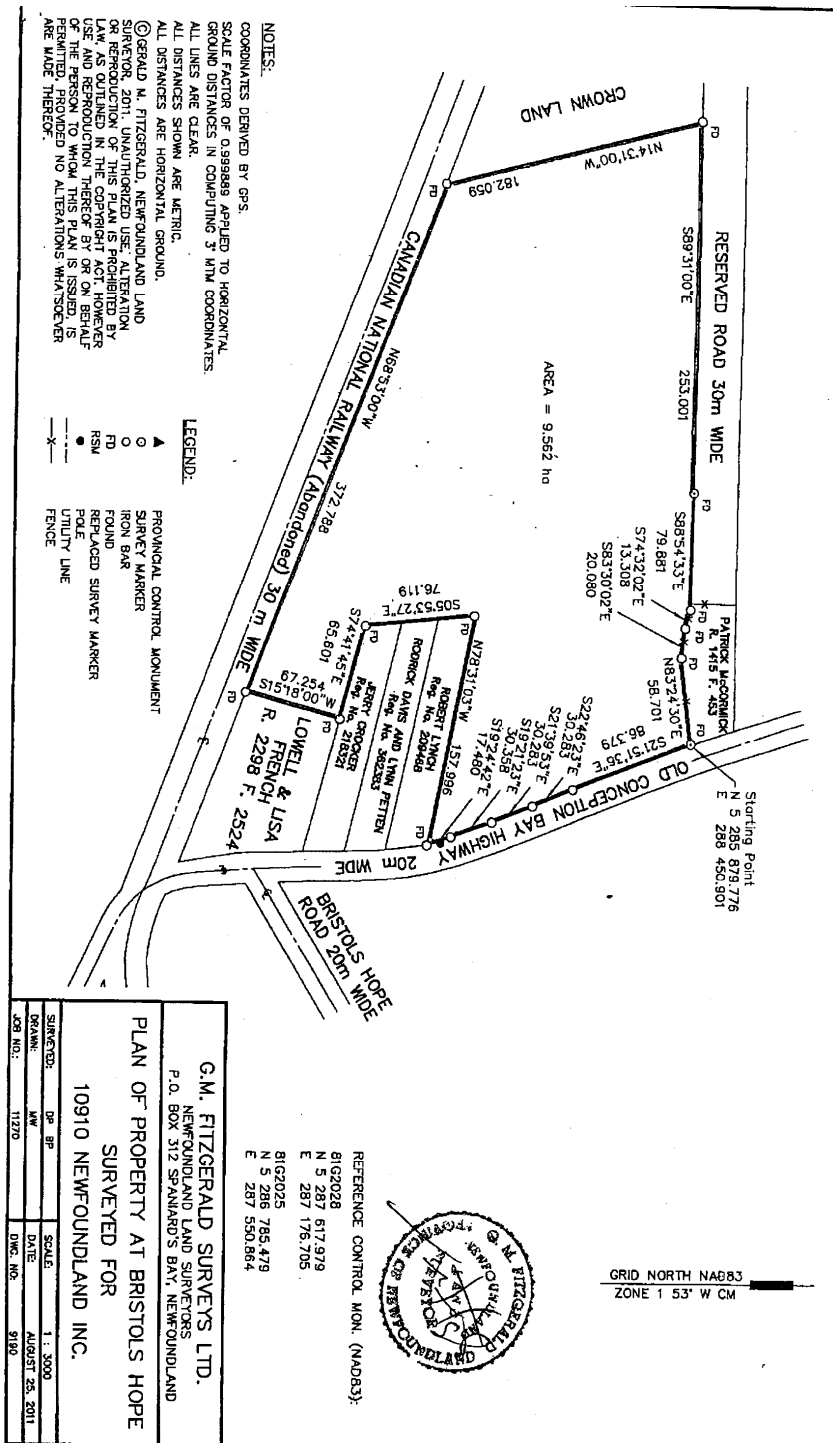 RESERVED ROAD 30m WIDE
CROWN LAND
FD
N14°31'00"W
182.059
FD
S89°31'00"E
253.001
FD
S88°54'33"E
79.881
S74°32'02"E
13.308
S83°30'02"E
20.080
FD
FD
FD
PATRICK McCORMICK
R. 1415 F. 453
N83°24'30"E
58.701
FD
Starting Point
N 5 285 879.776
E 288 450.901
S21°51'36"E
86.379
OLD CONCEPTION BAY HIGHWAY
20m WIDE
S22°46'23"E
30.283
S21°39'53"E
30.283
S19°21'33"E
30.358
S19°24'42"E
17.480
AREA = 9.562 ha
N78°31'03"W
157.996
FD
FD
S05°53'27"E
76.119
ROBERT LYNCH
Reg. No. 209468
RODRICK DAVIS AND LYNN PETTEN
Reg. No. 382383
JERRY CROCKER
Reg. No. 218321
FD
S74°41'45"E
65.601
FD
67.254
S15°18'00"W
LOWELL & LISA
FRENCH
R. 2298 F. 2524
FD
N68°53'00"W
372.788
CANADIAN NATIONAL RAILWAY (Abandoned) 30 m WIDE
BRISTOLS HOPE
ROAD 20m WIDE
NOTES:
COORDINATES DERIVED BY GPS.
SCALE FACTOR OF 0.999889 APPLIED TO HORIZONTAL
GROUND DISTANCES IN COMPUTING 3° MTM COORDINATES.
ALL LINES ARE CLEAR.
ALL DISTANCES SHOWN ARE METRIC.
ALL DISTANCES ARE HORIZONTAL GROUND.
©GERALD M. FITZGERALD, NEWFOUNDLAND LAND
SURVEYOR, 2011. UNAUTHORIZED USE, ALTERATION
OR REPRODUCTION OF THIS PLAN IS PROHIBITED BY
LAW, AS OUTLINED IN THE COPYRIGHT ACT. HOWEVER
USE AND REPRODUCTION THEREOF BY OR ON BEHALF
OF THE PERSON TO WHOM THIS PLAN IS ISSUED, IS
PERMITTED, PROVIDED NO ALTERATIONS WHATSOEVER
ARE MADE THEREOF.
LEGEND:
PROVINCIAL CONTROL MONUMENT
SURVEY MARKER
IRON BAR
FD FOUND
RSM REPLACED SURVEY MARKER
POLE
UTILITY LINE
FENCE
GRID NORTH NAD83
ZONE 1 53° W CM
M. FITZGERALD
PROVINCE OF NEWFOUNDLAND
NEWFOUNDLAND
SURVEYOR
REFERENCE CONTROL MON. (NAD83):
81G2028
N 5 287 617.979
E 287 176.705
81G2025
N 5 286 785.479
E 287 550.864
G.M. FITZGERALD SURVEYS LTD.
NEWFOUNDLAND LAND SURVEYORS
P.O. BOX 312 SPANIARD'S BAY, NEWFOUNDLAND
PLAN OF PROPERTY AT BRISTOLS HOPE
SURVEYED FOR
10910 NEWFOUNDLAND INC.
SURVEYED: DP BP SCALE: 1 : 3000
DRAWN: MW DATE: AUGUST 25, 2011
JOB NO.: 11270 DWG. NO: 9190